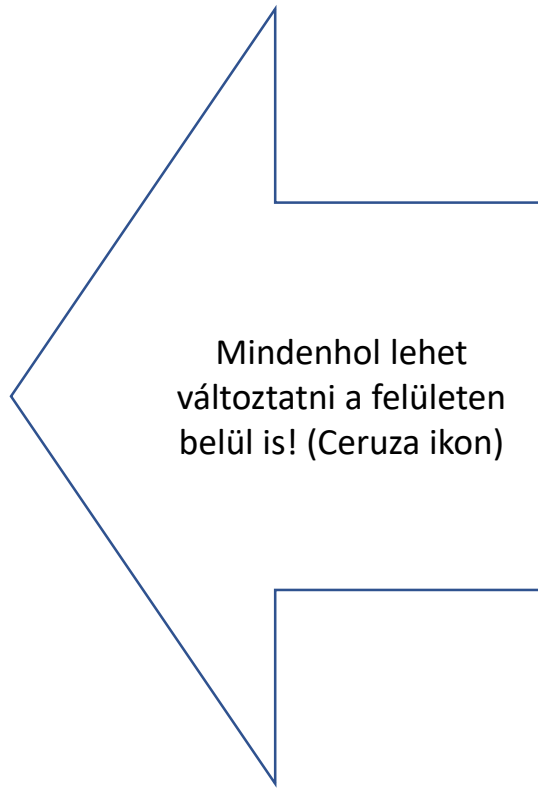 Mindenhol lehet
változtatni a felületen
belül is! (Ceruza ikon)